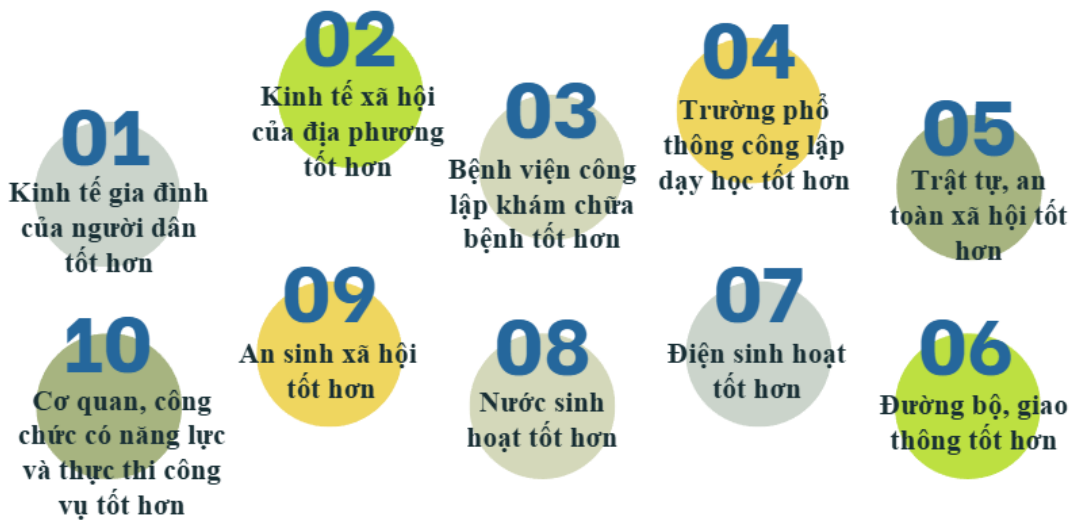 01
Kinh tế gia đình
của người dân
tốt hơn
02
Kinh tế xã hội
của địa phương
tốt hơn
03
Bệnh viện công
lập khám chữa
bệnh tốt hơn
04
Trường phổ
thông công lập
dạy học tốt hơn
05
Trật tự, an
toàn xã hội tốt
hơn
10
Cơ quan, công
chức có năng lực
và thực thi công
vụ tốt hơn
09
An sinh xã hội
tốt hơn
08
Nước sinh
hoạt tốt hơn
07
Điện sinh hoạt
tốt hơn
06
Đường bộ, giao
thông tốt hơn